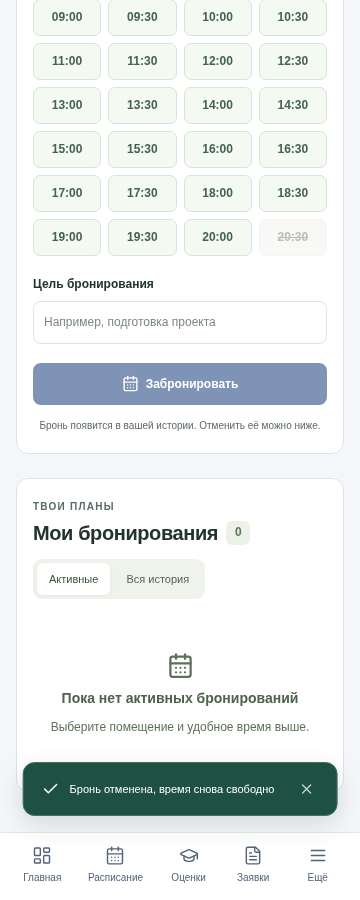 09:00 09:30 10:00 10:30
11:00 11:30 12:00 12:30
13:00 13:30 14:00 14:30
15:00 15:30 16:00 16:30
17:00 17:30 18:00 18:30
19:00 19:30 20:00 20:30
Цель бронирования
Например, подготовка проекта
Забронировать
Бронь появится в вашей истории. Отменить её можно ниже.
ТВОИ ПЛАНЫ
Мои бронирования 0
Активные Вся история
Пока нет активных бронирований
Выберите помещение и удобное время выше.
Бронь отменена, время снова свободно
Главная Расписание Оценки Заявки Ещё